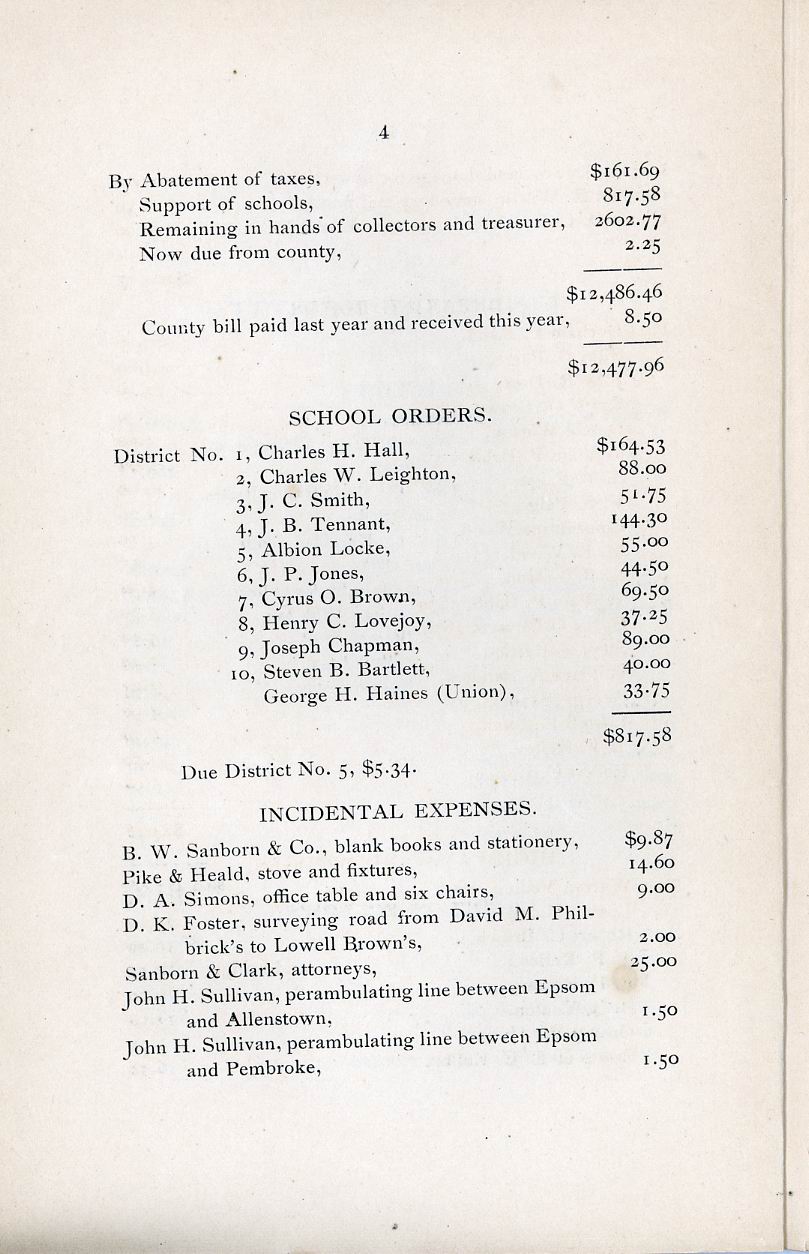 4
By Abatement of taxes, $161.69
Support of schools, 817.58
Remaining in hands of collectors and treasurer, 2602.77
Now due from county, 2.25
$12,486.46
County bill paid last year and received this year, 8.50
$12,477.96
SCHOOL ORDERS.
District No. 1, Charles H. Hall, $164.53
2, Charles W. Leighton, 88.00
3, J. C. Smith, 51.75
4, J. B. Tennant, 144.30
5, Albion Locke, 55.00
6, J. P. Jones, 44.50
7, Cyrus O. Brown, 69.50
8, Henry C. Lovejoy, 37.25
9, Joseph Chapman, 89.00
10, Steven B. Bartlett, 40.00
George H. Haines (Union), 33.75
$817.58
Due District No. 5, $5.34.
INCIDENTAL EXPENSES.
B. W. Sanborn & Co., blank books and stationery, $9.87
Pike & Heald, stove and fixtures, 14.60
D. A. Simons, office table and six chairs, 9.00
D. K. Foster, surveying road from David M. Phil-
brick's to Lowell Brown's, 2.00
Sanborn & Clark, attorneys, 25.00
John H. Sullivan, perambulating line between Epsom
and Allenstown, 1.50
John H. Sullivan, perambulating line between Epsom
and Pembroke, 1.50